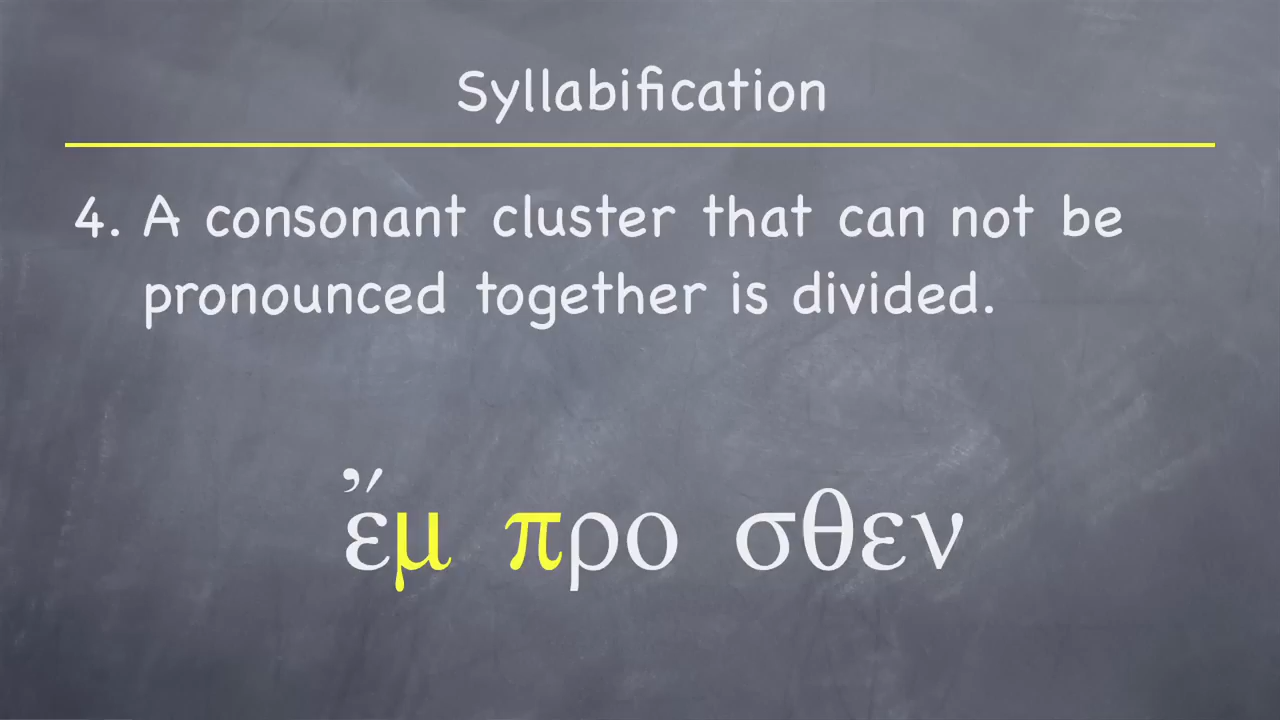 Syllabification
4. A consonant cluster that can not be
pronounced together is divided.
ἔμ προ σθεν